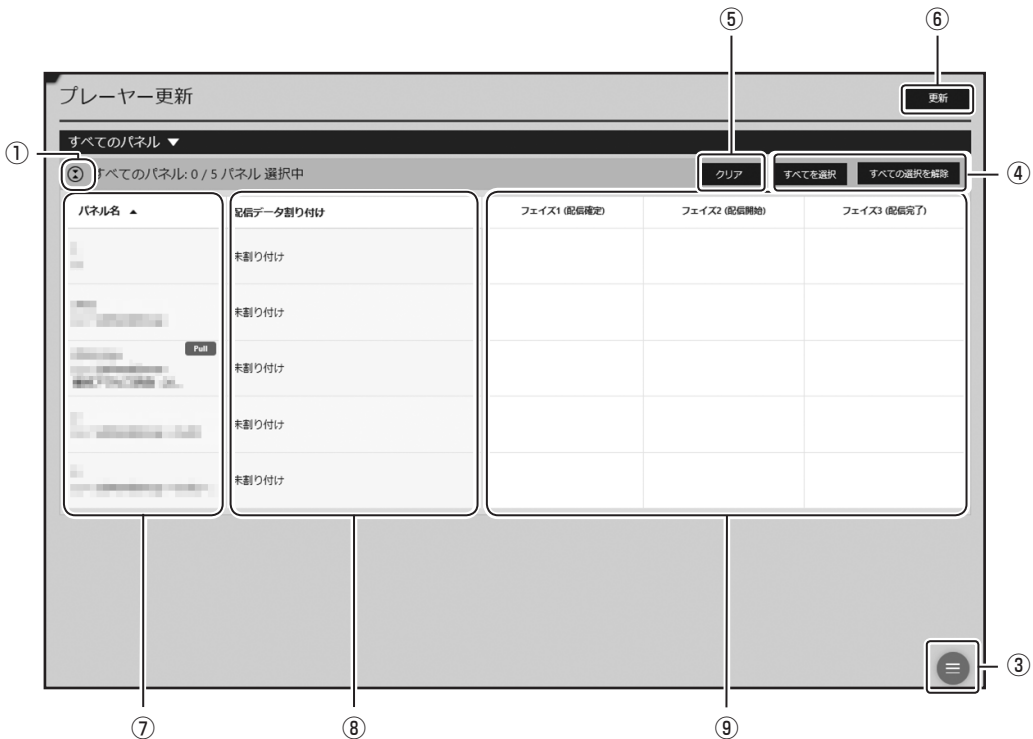 ⑤ ⑥
プレーヤー更新 更新
すべてのパネル ▼
①
すべてのパネル: 0 / 5 パネル 選択中 クリア すべてを選択 すべての選択を解除 ④
パネル名 ▲ 配信データ割り付け フェイズ1 (配信確定) フェイズ2 (配信開始) フェイズ3 (配信完了)
未割り付け
未割り付け
Pull
未割り付け
未割り付け
未割り付け
③
⑦ ⑧ ⑨